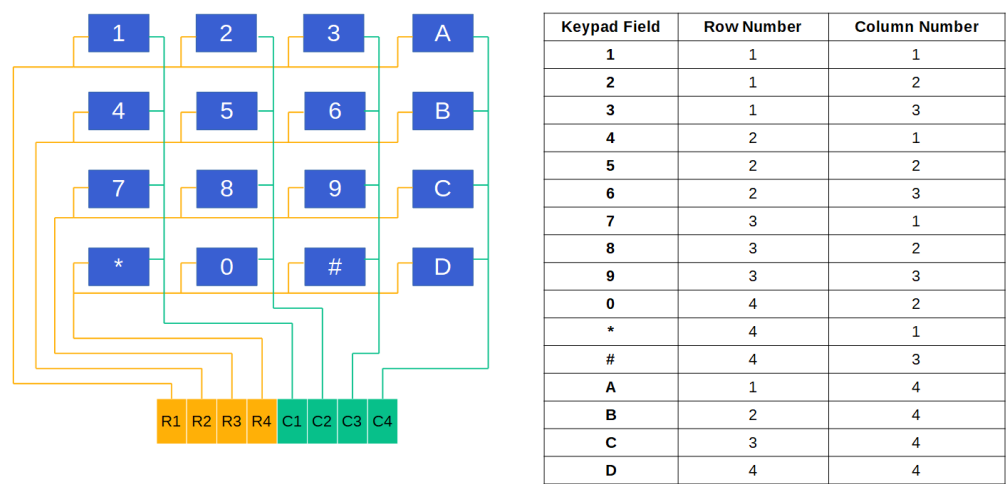 1 2 3 A
4 5 6 B
7 8 9 C
* 0 # D
R1 R2 R3 R4 C1 C2 C3 C4
Keypad Field Row Number Column Number
1 1 1
2 1 2
3 1 3
4 2 1
5 2 2
6 2 3
7 3 1
8 3 2
9 3 3
0 4 2
* 4 1
# 4 3
A 1 4
B 2 4
C 3 4
D 4 4